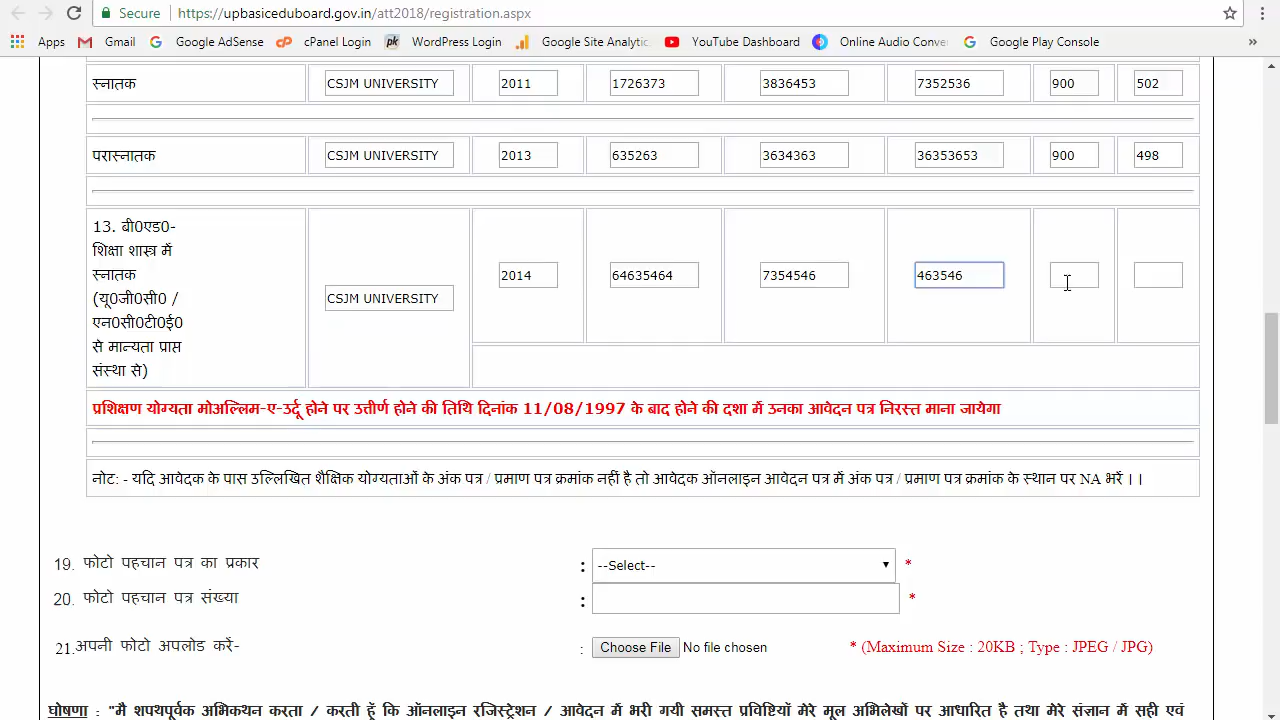 Secure https://upbasiceduboard.gov.in/att2018/registration.aspx
Apps Gmail Google AdSense cPanel Login WordPress Login Google Site Analytic YouTube Dashboard Online Audio Conve Google Play Console »
स्नातक CSJM UNIVERSITY 2011 1726373 3836453 7352536 900 502
परास्नातक CSJM UNIVERSITY 2013 635263 3634363 36353653 900 498
13. बी0एड0-
शिक्षा शास्त्र में
स्नातक 2014 64635464 7354546 463546
(यू0जी0सी0 / CSJM UNIVERSITY
एन0सी0टी0ई0
से मान्यता प्राप्त
संस्था से)
प्रशिक्षण योग्यता मोअल्लिम-ए-उर्दू होने पर उत्तीर्ण होने की तिथि दिनांक 11/08/1997 के बाद होने की दशा में उनका आवेदन पत्र निरस्त माना जायेगा
नोट: - यदि आवेदक के पास उल्लिखित शैक्षिक योग्यताओं के अंक पत्र / प्रमाण पत्र क्रमांक नहीं है तो आवेदक ऑनलाइन आवेदन पत्र में अंक पत्र / प्रमाण पत्र क्रमांक के स्थान पर NA भरें ।।
19. फोटो पहचान पत्र का प्रकार : --Select-- *
20. फोटो पहचान पत्र संख्या : *
21.अपनी फोटो अपलोड करें- : Choose File No file chosen * (Maximum Size : 20KB ; Type : JPEG / JPG)
घोषणा : "मै शपथपूर्वक अभिकथन करता / करती हूँ कि ऑनलाइन रजिस्ट्रेशन / आवेदन में भरी गयी समस्त प्रविष्टियाँ मेरे मूल अभिलेखों पर आधारित है तथा मेरे संज्ञान में सही एवं